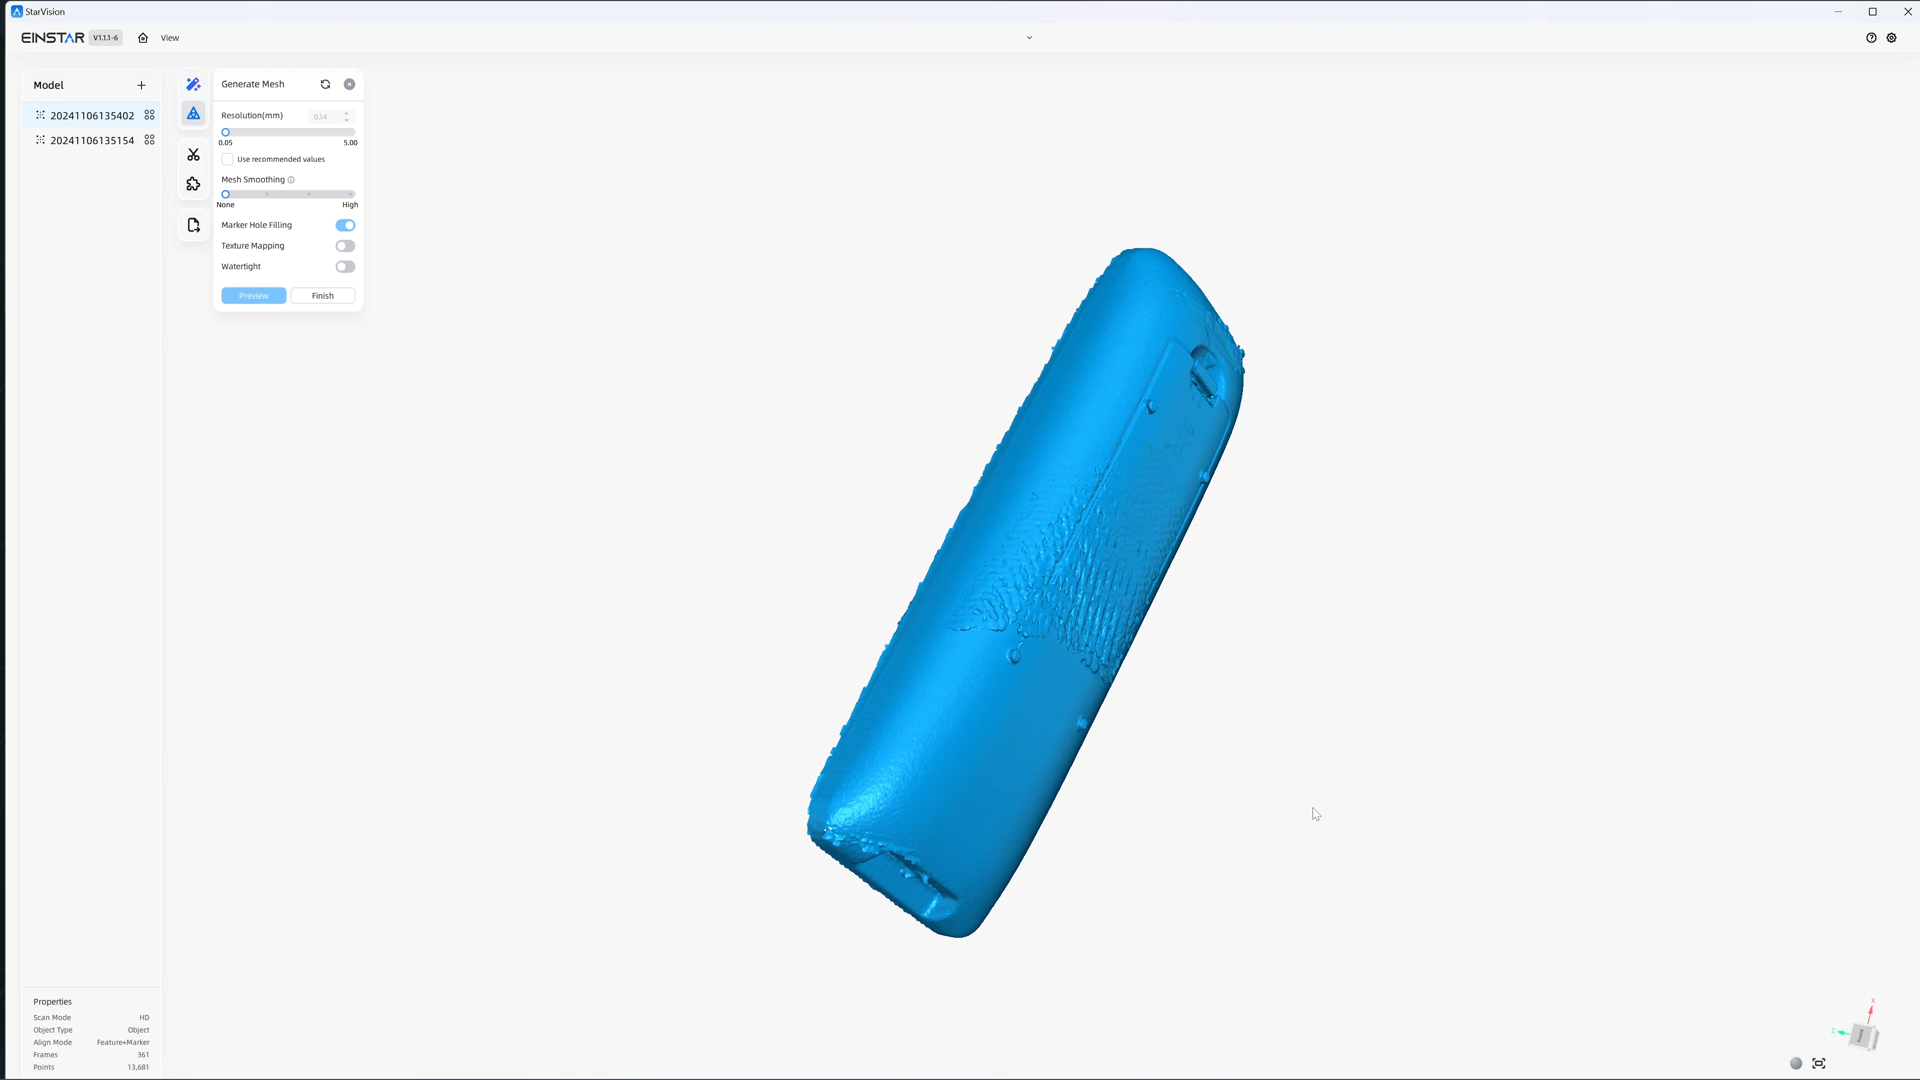 StarVision
EINSTAR V1.1.1-6 View
Model +
20241106135402
20241106135154
Generate Mesh
Resolution(mm) 0.14
0.05 5.00
Use recommended values
Mesh Smoothing
None High
Marker Hole Filling
Texture Mapping
Watertight
Preview Finish
Properties
Scan Mode HD
Object Type Object
Align Mode Feature+Marker
Frames 361
Points 13,681
X
Z